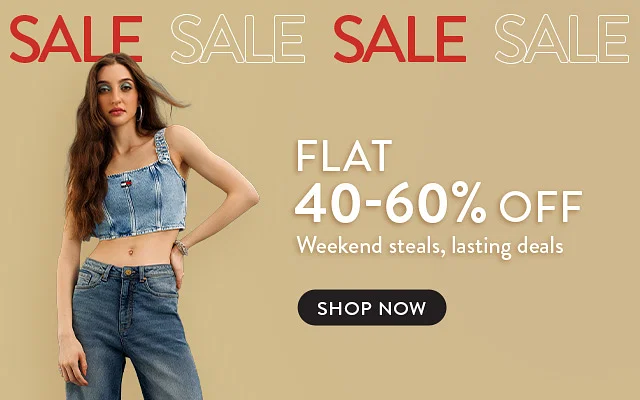 SALE SALE SALE SALE
FLAT
40-60% OFF
Weekend steals, lasting deals
SHOP NOW